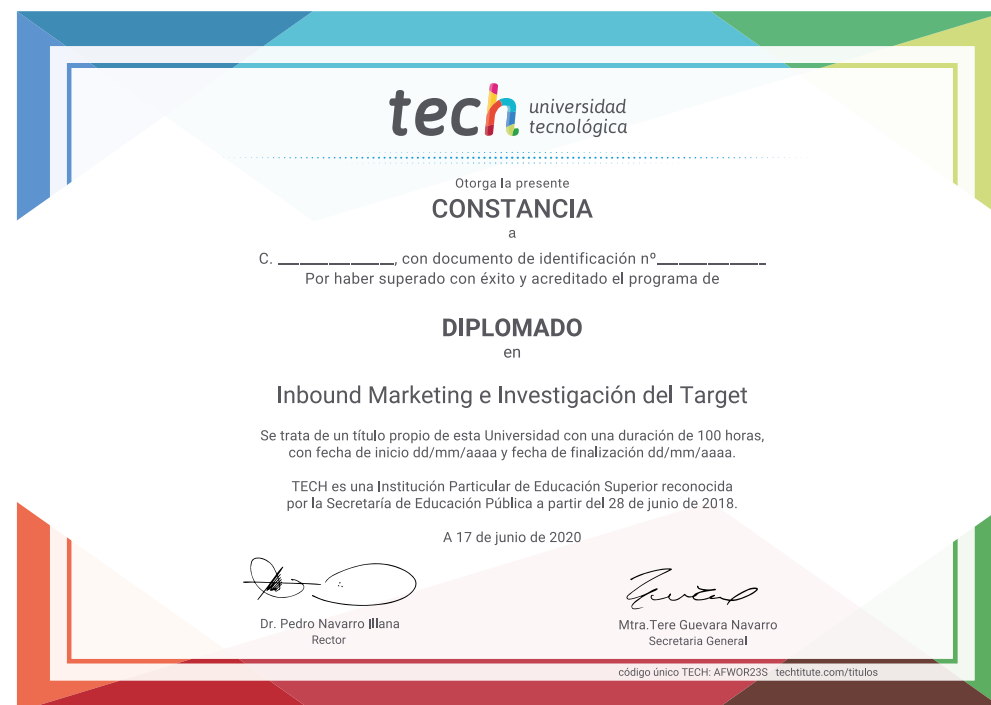 tech universidad
tecnológica
Otorga la presente
CONSTANCIA
a
C. ______________, con documento de identificación nº_____________
Por haber superado con éxito y acreditado el programa de
DIPLOMADO
en
Inbound Marketing e Investigación del Target
Se trata de un título propio de esta Universidad con una duración de 100 horas,
con fecha de inicio dd/mm/aaaa y fecha de finalización dd/mm/aaaa.
TECH es una Institución Particular de Educación Superior reconocida
por la Secretaría de Educación Pública a partir del 28 de junio de 2018.
A 17 de junio de 2020
Dr. Pedro Navarro Illana
Rector
Mtra.Tere Guevara Navarro
Secretaria General
código único TECH: AFWOR23S techtitute.com/titulos